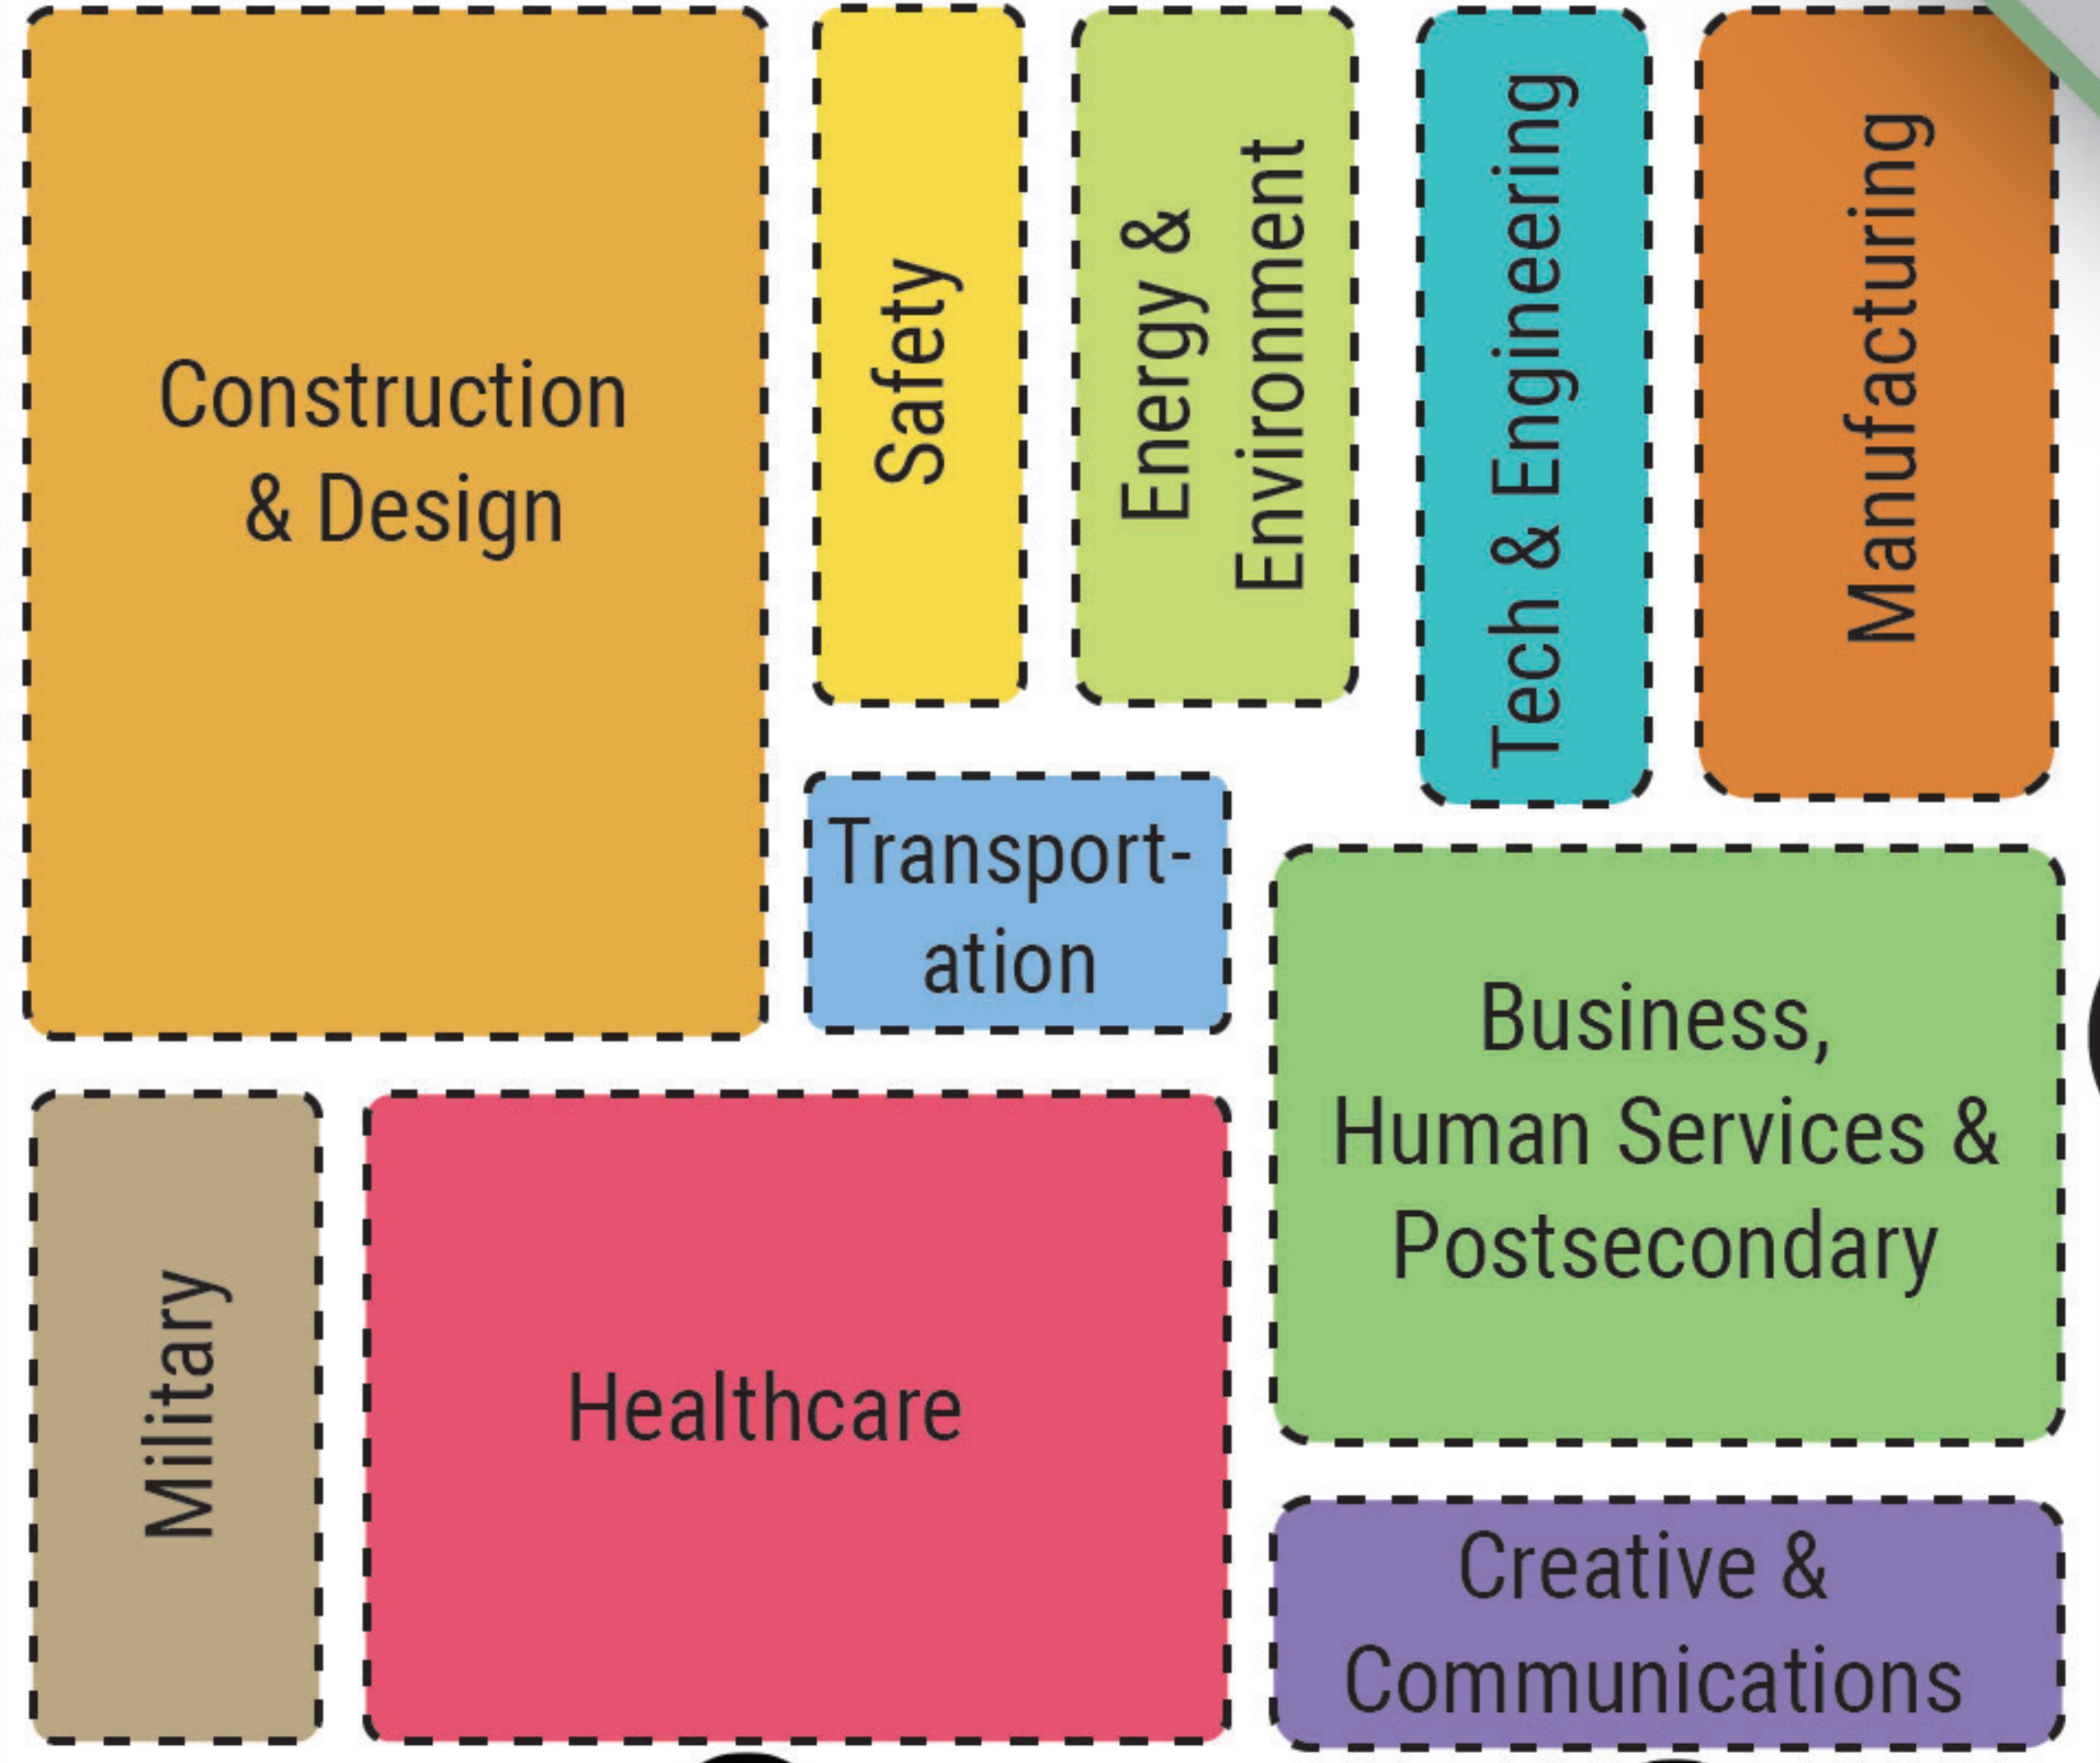 Construction
& Design
Safety
Energy &
Environment
Tech & Engineering
Manufacturing
Transport-
ation
Business,
Human Services &
Postsecondary
Military
Healthcare
Creative &
Communications